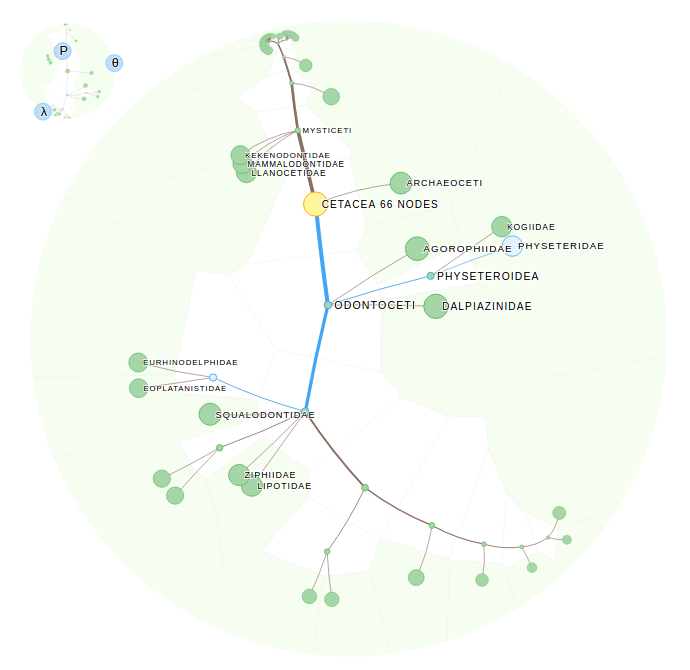 P
θ
λ
MYSTICETI
KEKENODONTIDAE
MAMMALODONTIDAE
LLANOCETIDAE
ARCHAEOCETI
CETACEA 66 NODES
KOGIIDAE
AGOROPHIIDAE
PHYSETERIDAE
PHYSETEROIDEA
ODONTOCETI
DALPIAZINIDAE
EURHINODELPHIDAE
EOPLATANISTIDAE
SQUALODONTIDAE
ZIPHIIDAE
LIPOTIDAE